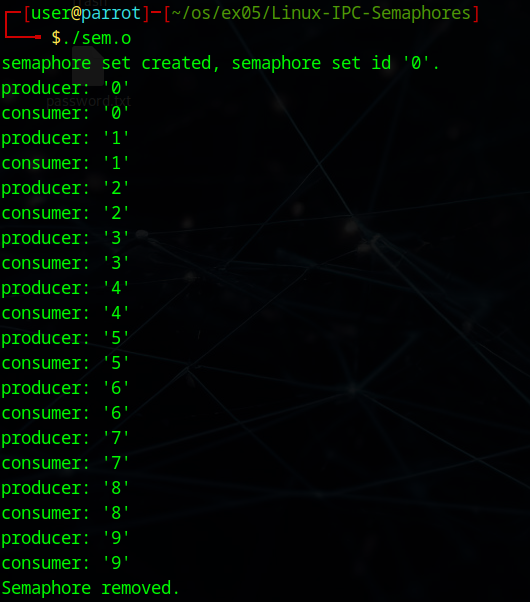 ┌─[user@parrot]─[~/os/ex05/Linux-IPC-Semaphores]
└──╼ $./sem.o
semaphore set created, semaphore set id '0'.
producer: '0'
password.txt
consumer: '0'
producer: '1'
consumer: '1'
producer: '2'
consumer: '2'
producer: '3'
consumer: '3'
producer: '4'
consumer: '4'
producer: '5'
consumer: '5'
producer: '6'
consumer: '6'
producer: '7'
consumer: '7'
producer: '8'
consumer: '8'
producer: '9'
consumer: '9'
Semaphore removed.